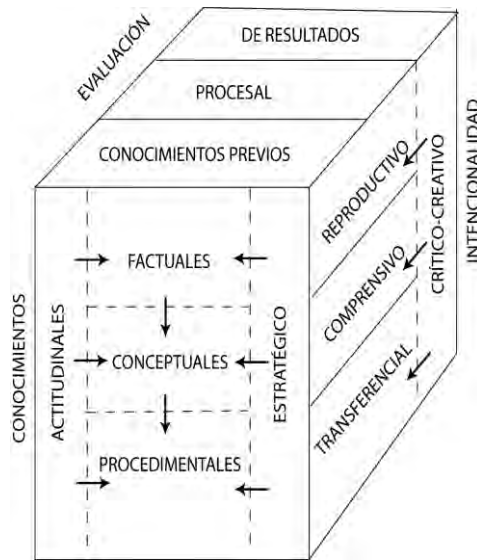 EVALUACIÓN
DE RESULTADOS
PROCESAL
CONOCIMIENTOS PREVIOS
CONOCIMIENTOS
ACTITUDINALES
FACTUALES
CONCEPTUALES
PROCEDIMENTALES
ESTRATÉGICO
REPRODUCTIVO
COMPRENSIVO
TRANSFERENCIAL
CRÍTICO-CREATIVO
INTENCIONALIDAD